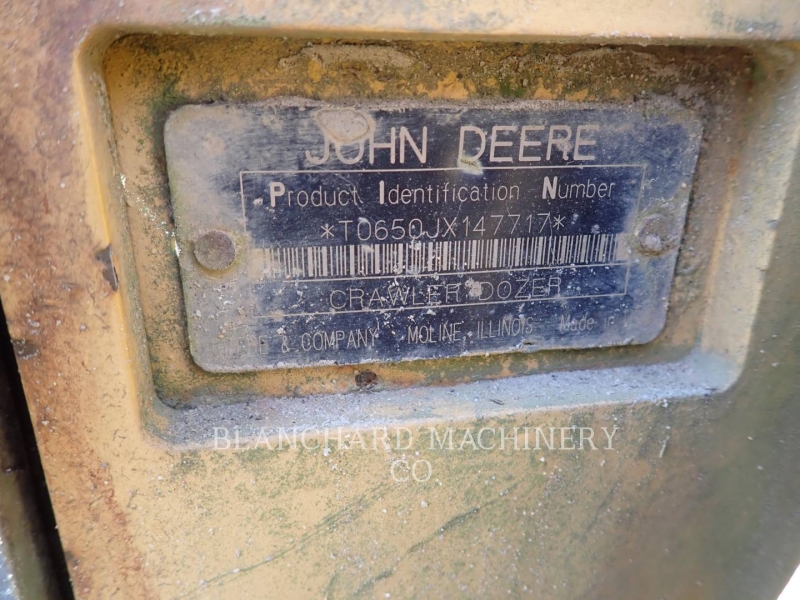 JOHN DEERE
Product Identification Number
*T0650JX147717*
CRAWLER DOZER
& COMPANY MOLINE, ILLINOIS Made
BLANCHARD MACHINERY
CO